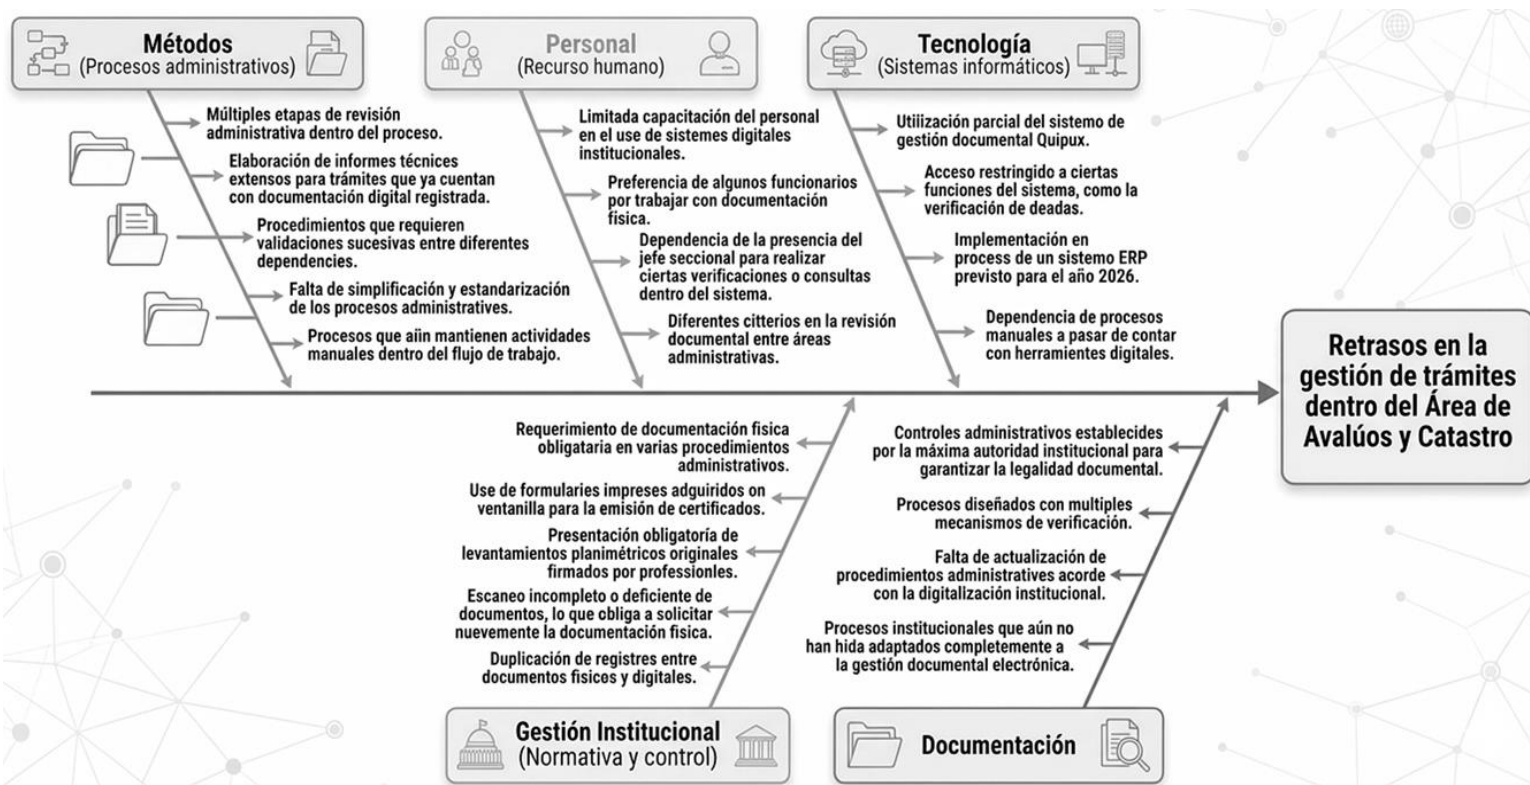 Métodos
(Procesos administrativos)
Múltiples etapas de revisión
administrativa dentro del proceso.
Elaboración de informes técnices
extensos para trámites que ya cuentan
con documentación digital registrada.
Procedimientos que requieren
validaciones sucesivas entre diferentes
dependencies.
Falta de simplificación y estandarización
de los procesos administratives.
Procesos que aün mantienen actividades
manuales dentro del flujo de trabajo.
Personal
(Recurso humano)
Limitada capacitación del personal
en el use de sistemes digitales
institucionales.
Preferencia de algunos funcionarios
por trabajar con documentación
física.
Dependencia de la presencia del
jefe seccional para realizar
ciertas verificaciones o consultas
dentro del sistema.
Diferentes citterios en la revisión
documental entre áreas
administrativas.
Tecnología
(Sistemas informáticos)
Utiiización parcial del sistema de
gestión documental Quipux.
Acceso restringido a ciertas
funciones del sistema, como la
verificación de deadas.
Implementación en
process de un sistema ERP
previsto para el año 2026.
Dependencia de procesos
manuales a pasar de contar
con herramientes digitales.
Retrasos en la
gestión de trámites
dentro del Área de
Avalúos y Catastro
Requerimiento de documentación fisica
obligataria en varias procedimientos
administrativos.
Use de formularies impreses adguiridos on
ventanilla para la emisión de certificados.
Presentación obligatoría de
levantamientos planimétricos originales
firmados por professionles.
Escaneo incompleto o deficiente de
documentos, lo que obliga a solicitar
nuevemente la documentación fisica.
Duplicación de registres entre
documentos fisicos y digitales.
Gestión Institucional
(Normativa y control)
Controles administrativos establecides
por la máxima autoridad institucional para
garantizar la legalidad documental.
Procesos diseñados con multiples
mecanismos de verificación.
Falta de actualización de
procedimientos administratives acorde
con la digitalización institucional.
Procesos institucionales que aún no
han hida adaptados completamente a
la gestión documental electrónica.
Documentación